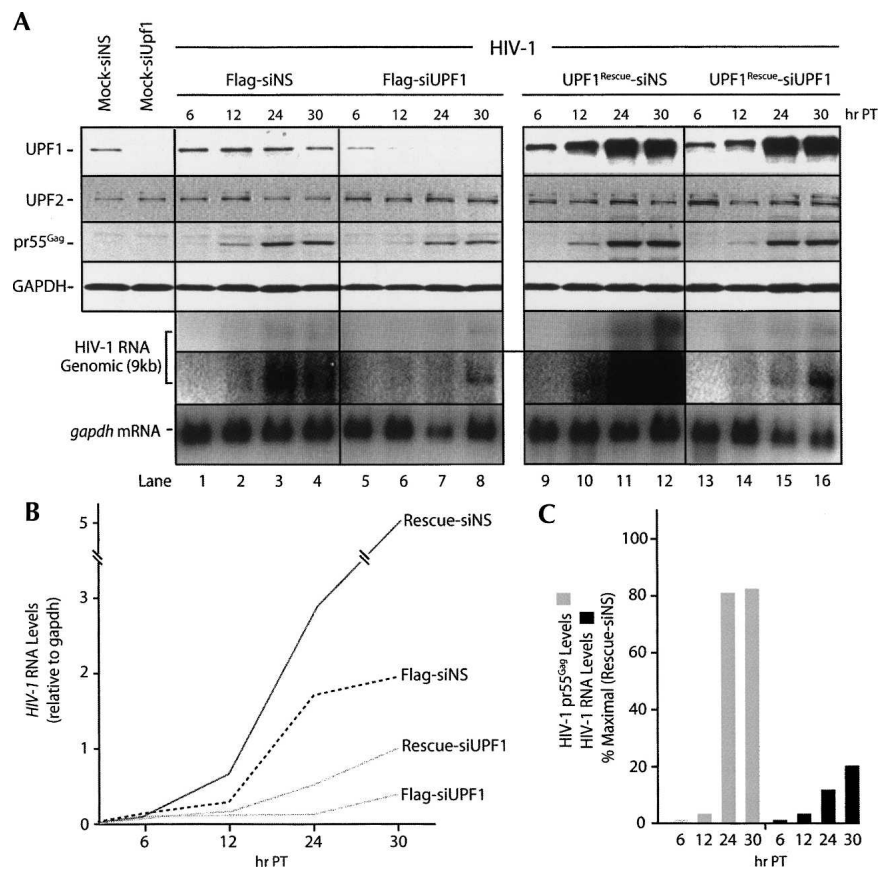 A
HIV-1
Mock-siNS
Mock-siUpf1
Flag-siNS
Flag-siUPF1
UPF1Rescue-siNS
UPF1Rescue-siUPF1
6 12 24 30 6 12 24 30 6 12 24 30 6 12 24 30 hr PT
UPF1
UPF2
pr55Gag
GAPDH
HIV-1 RNA
Genomic (9kb)
gapdh mRNA
Lane 1 2 3 4 5 6 7 8 9 10 11 12 13 14 15 16
B
HIV-1 RNA Levels
(relative to gapdh)
5
3
2
1
0
Rescue-siNS
Flag-siNS
Rescue-siUPF1
Flag-siUPF1
6 12 24 30
hr PT
C
HIV-1 pr55Gag Levels
HIV-1 RNA Levels
% Maximal (Rescue-siNS)
100
80
60
40
20
0
6 12 24 30 6 12 24 30
hr PT